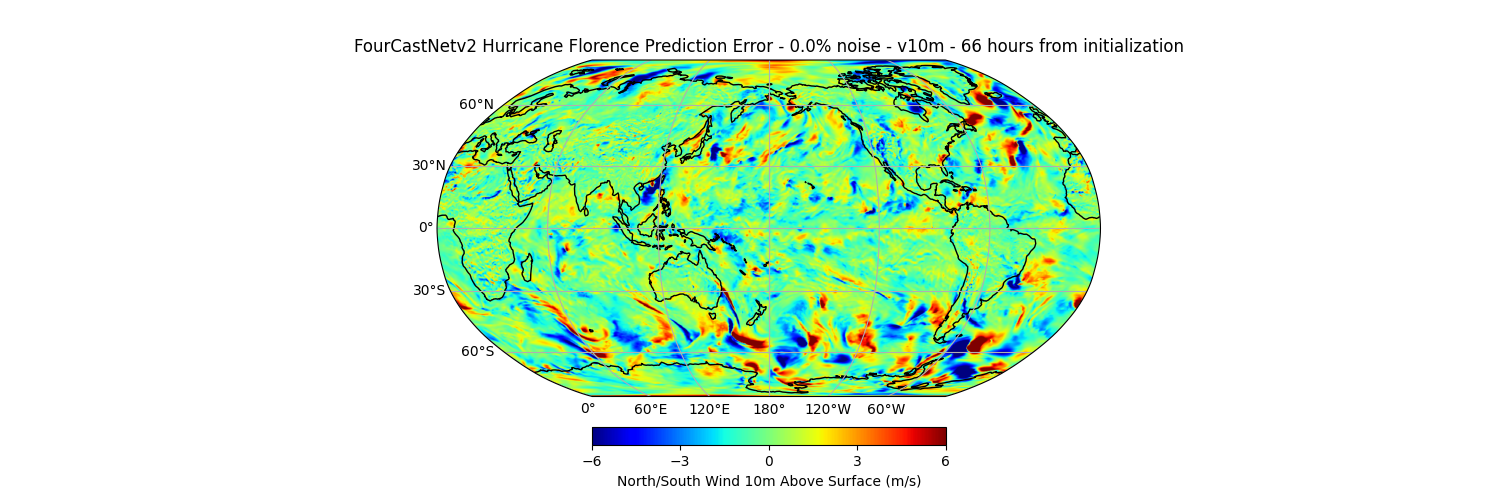 FourCastNetv2 Hurricane Florence Prediction Error - 0.0% noise - v10m - 66 hours from initialization
60°N
30°N
0°
30°S
60°S
0° 60°E 120°E 180° 120°W 60°W
−6 −3 0 3 6
North/South Wind 10m Above Surface (m/s)